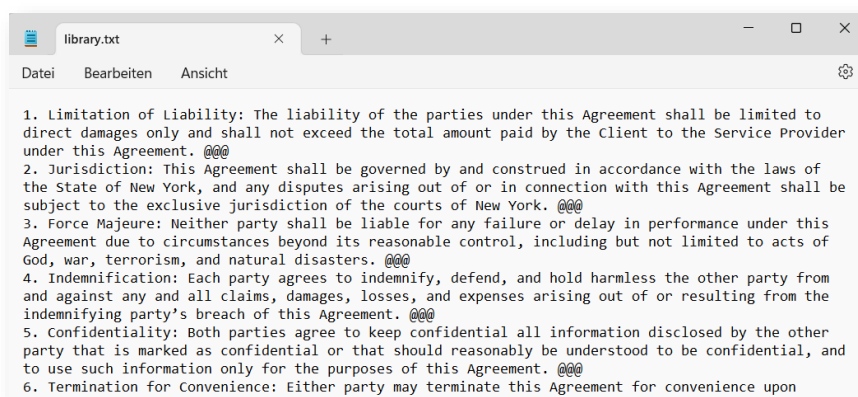 library.txt
Datei Bearbeiten Ansicht
1. Limitation of Liability: The liability of the parties under this Agreement shall be limited to
direct damages only and shall not exceed the total amount paid by the Client to the Service Provider
under this Agreement. @@@
2. Jurisdiction: This Agreement shall be governed by and construed in accordance with the laws of
the State of New York, and any disputes arising out of or in connection with this Agreement shall be
subject to the exclusive jurisdiction of the courts of New York. @@@
3. Force Majeure: Neither party shall be liable for any failure or delay in performance under this
Agreement due to circumstances beyond its reasonable control, including but not limited to acts of
God, war, terrorism, and natural disasters. @@@
4. Indemnification: Each party agrees to indemnify, defend, and hold harmless the other party from
and against any and all claims, damages, losses, and expenses arising out of or resulting from the
indemnifying party’s breach of this Agreement. @@@
5. Confidentiality: Both parties agree to keep confidential all information disclosed by the other
party that is marked as confidential or that should reasonably be understood to be confidential, and
to use such information only for the purposes of this Agreement. @@@
6. Termination for Convenience: Either party may terminate this Agreement for convenience upon